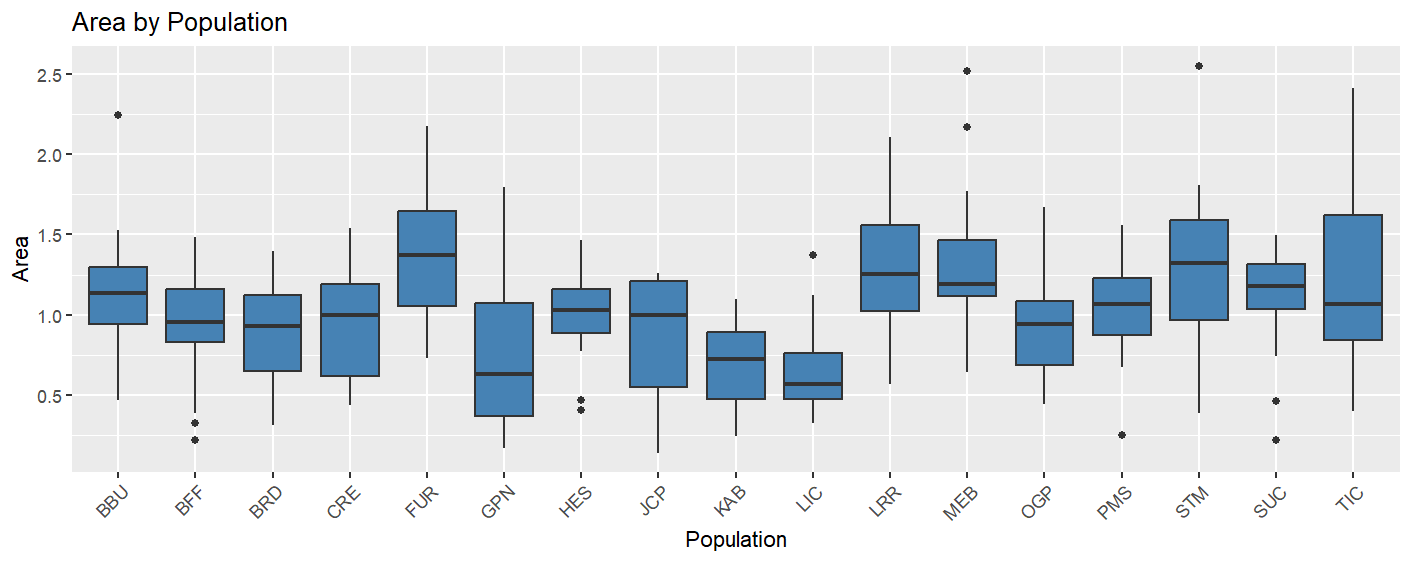 Area by Population
2.5
2.0
1.5
1.0
0.5
Area
BBU BFF BRD CRE FUR GPN HES JCP KAB LIC LRR MEB OGP PMS STM SUC TIC
Population